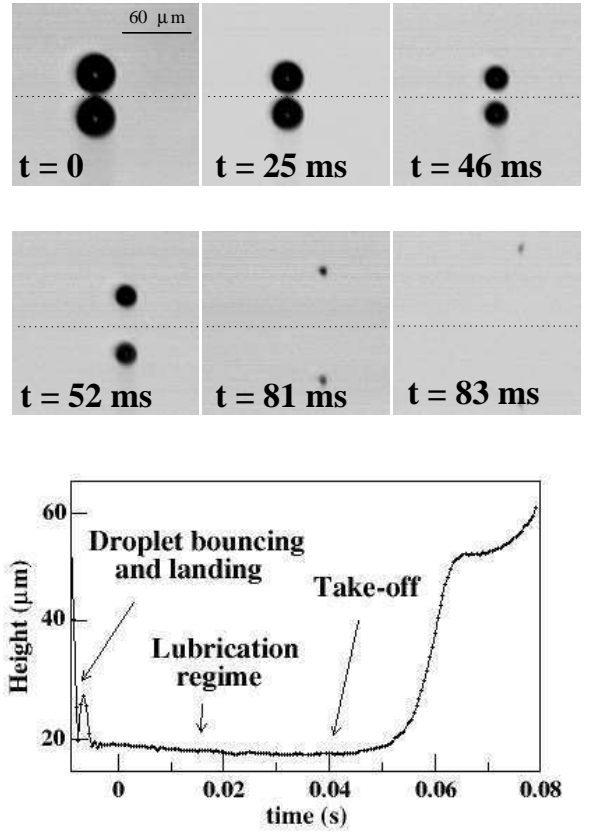 60 μm
t = 0
t = 25 ms
t = 46 ms
t = 52 ms
t = 81 ms
t = 83 ms
60
40
20
Height (μm)
Droplet bouncing
and landing
Lubrication
regime
Take-off
0
0.02
0.04
0.06
0.08
time (s)